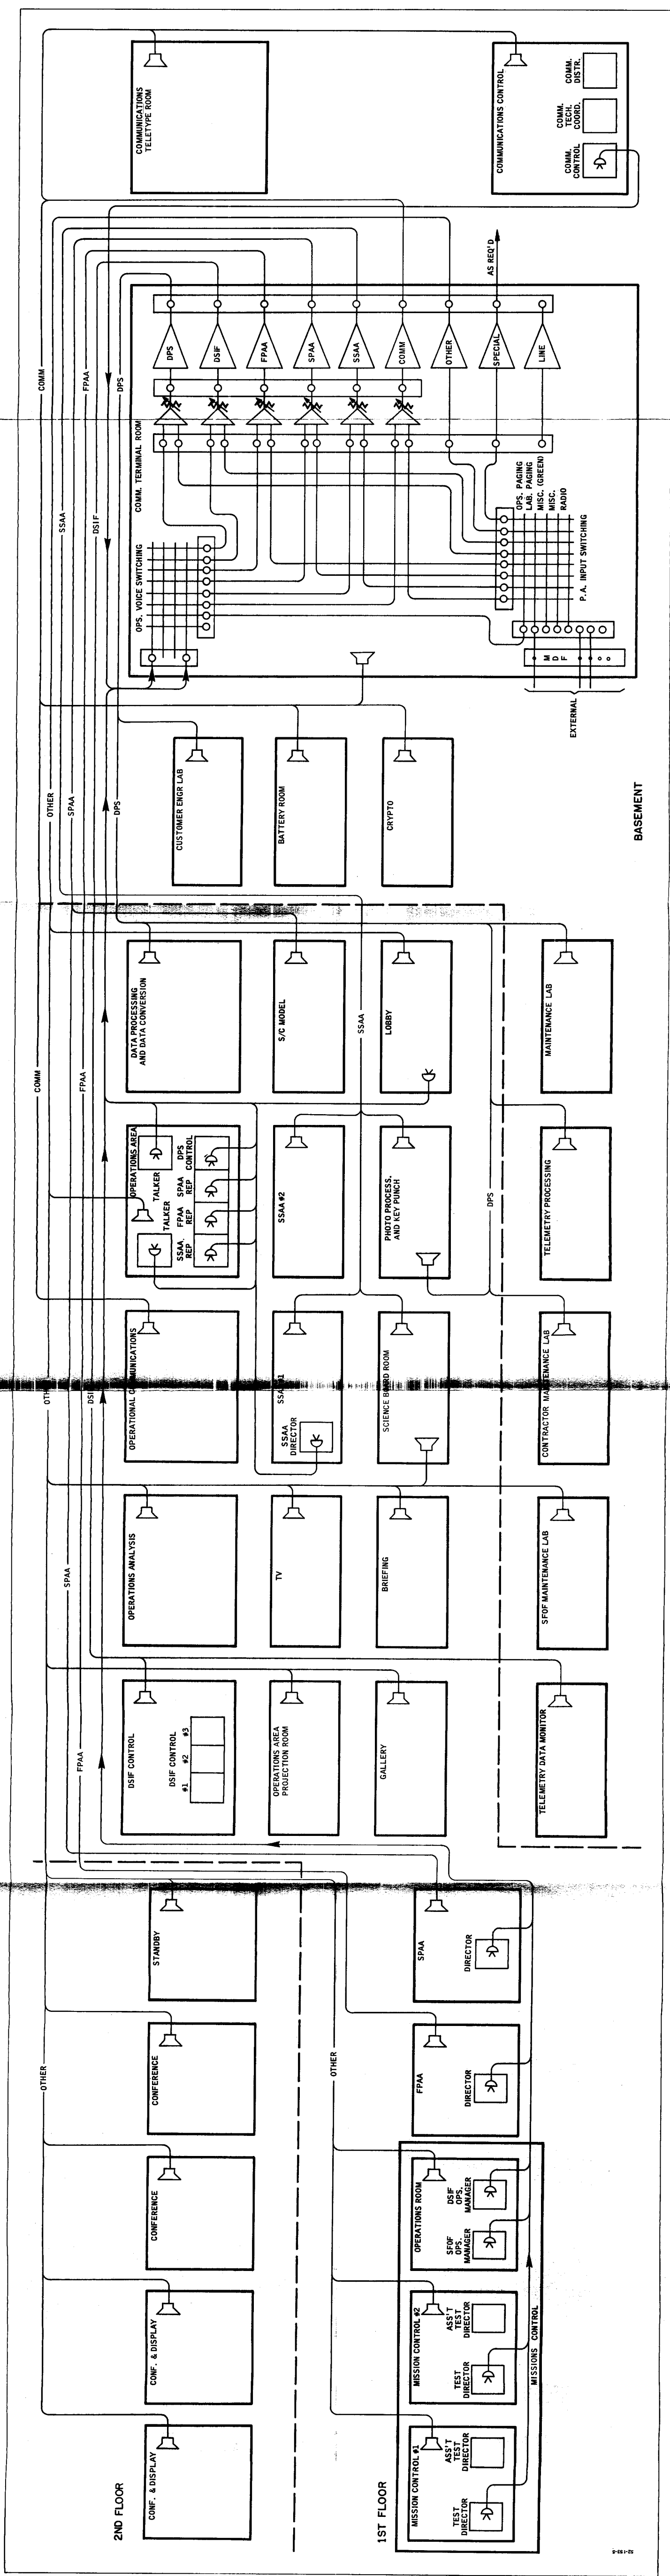 2ND FLOOR
CONF. & DISPLAY
CONF. & DISPLAY
CONFERENCE
CONFERENCE
STANDBY
OTHER
1ST FLOOR
MISSION CONTROL #1
TEST
DIRECTOR
ASS'T
TEST
DIRECTOR
MISSION CONTROL #2
TEST
DIRECTOR
ASS'T
TEST
DIRECTOR
OPERATIONS ROOM
SFOF
OPS.
MANAGER
DSIF
OPS.
MANAGER
MISSIONS CONTROL
FPAA
DIRECTOR
SPAA
DIRECTOR
OTHER
FPAA
SPAA
DSIF CONTROL
DSIF CONTROL
#1 #2 #3
OPERATIONS AREA
PROJECTION ROOM
GALLERY
TELEMETRY DATA MONITOR
OPERATIONS ANALYSIS
TV
BRIEFING
SFOF MAINTENANCE LAB
OPERATIONAL COMMUNICATIONS
SSAA
DIRECTOR
SCIENCE BOARD ROOM
CONTRACTOR MAINTENANCE LAB
OPERATIONS AREA
TALKER
TALKER
SSAA.
REP
FPAA
REP
SPAA
REP
DPS
CONTROL
SSAA #2
PHOTO PROCESS.
AND KEY PUNCH
TELEMETRY PROCESSING
DATA PROCESSING
AND DATA CONVERSION
S/C MODEL
LOBBY
MAINTENANCE LAB
COMM
FPAA
SSAA
DPS
CUSTOMER ENGR LAB
BATTERY ROOM
CRYPTO
BASEMENT
OTHER
SPAA
DPS
COMM
SSAA
FPAA
DSIF
DPS
COMM. TERMINAL ROOM
OPS. VOICE SWITCHING
DPS
DSIF
FPAA
SPAA
SSAA
COMM
OTHER
SPECIAL
LINE
OPS. PAGING
LAB. PAGING
MISC. (GREEN)
MISC.
RADIO
P.A. INPUT SWITCHING
M D F
EXTERNAL
AS REQ'D
COMMUNICATIONS
TELETYPE ROOM
COMMUNICATIONS CONTROL
COMM.
CONTROL
COMM.
TECH.
COORD.
COMM.
DISTR.